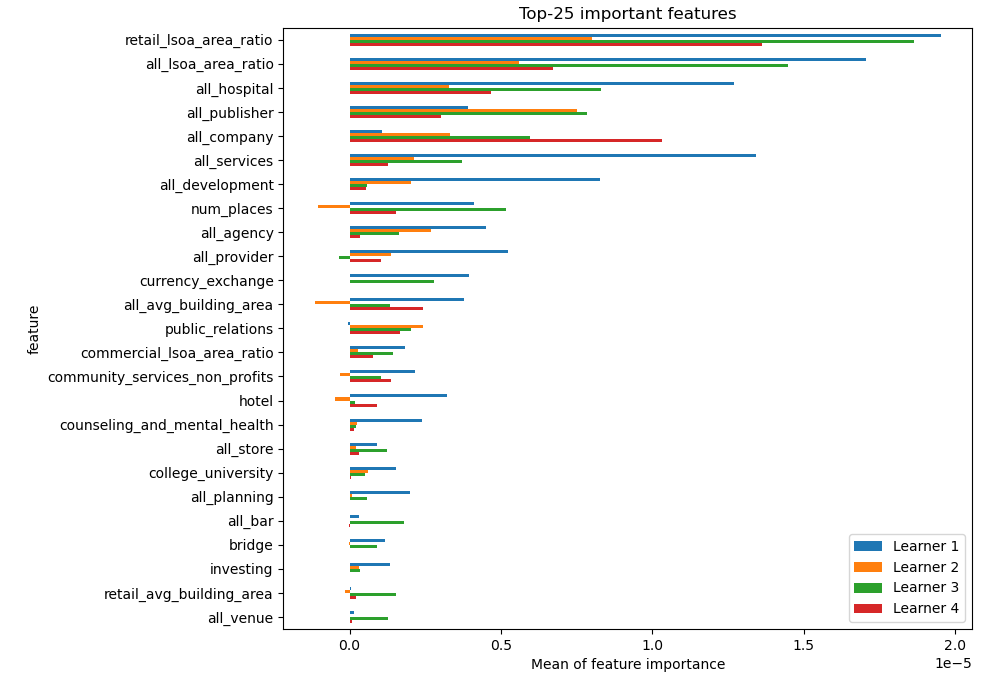 Top-25 important features
retail_lsoa_area_ratio
all_lsoa_area_ratio
all_hospital
all_publisher
all_company
all_services
all_development
num_places
all_agency
all_provider
currency_exchange
all_avg_building_area
public_relations
commercial_lsoa_area_ratio
community_services_non_profits
hotel
counseling_and_mental_health
all_store
college_university
all_planning
all_bar
bridge
investing
retail_avg_building_area
all_venue
feature
Learner 1
Learner 2
Learner 3
Learner 4
0.0 0.5 1.0 1.5 2.0
Mean of feature importance
1e−5